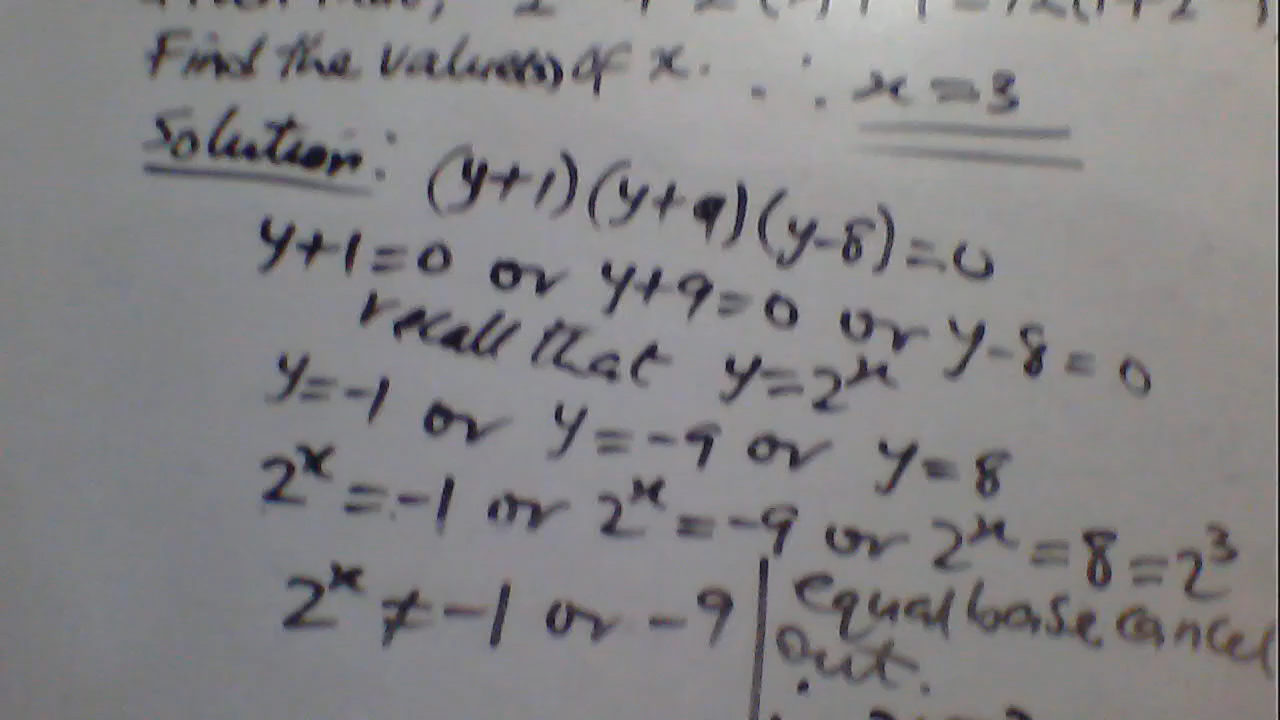 Find the value(s) of x. ∴ x = 3
Solution: (y+1)(y+9)(y-8)=0
y+1=0 or y+9=0 or y-8=0
recall that y=2^x
y=-1 or y=-9 or y=8
2^x=-1 or 2^x=-9 or 2^x=8=2^3
2^x≠-1 or -9
equal base cancel
out.